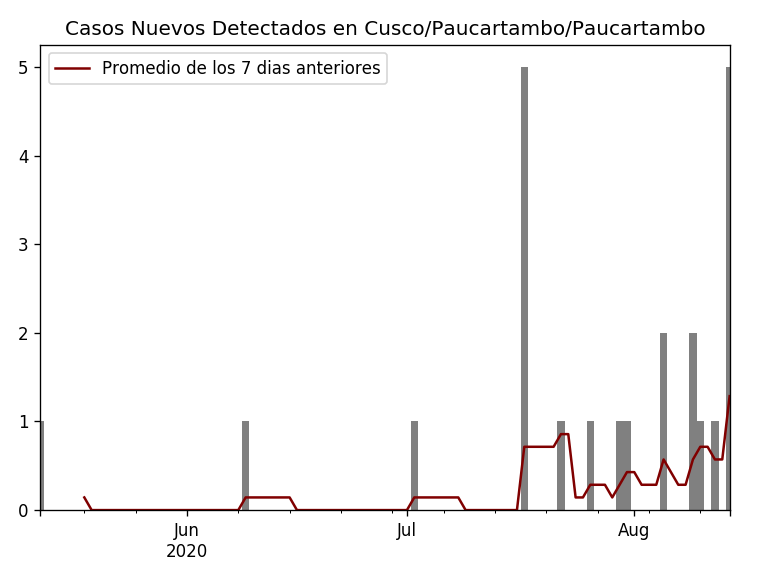 Casos Nuevos Detectados en Cusco/Paucartambo/Paucartambo
Promedio de los 7 dias anteriores
5
4
3
2
1
0
Jun
2020
Jul
Aug